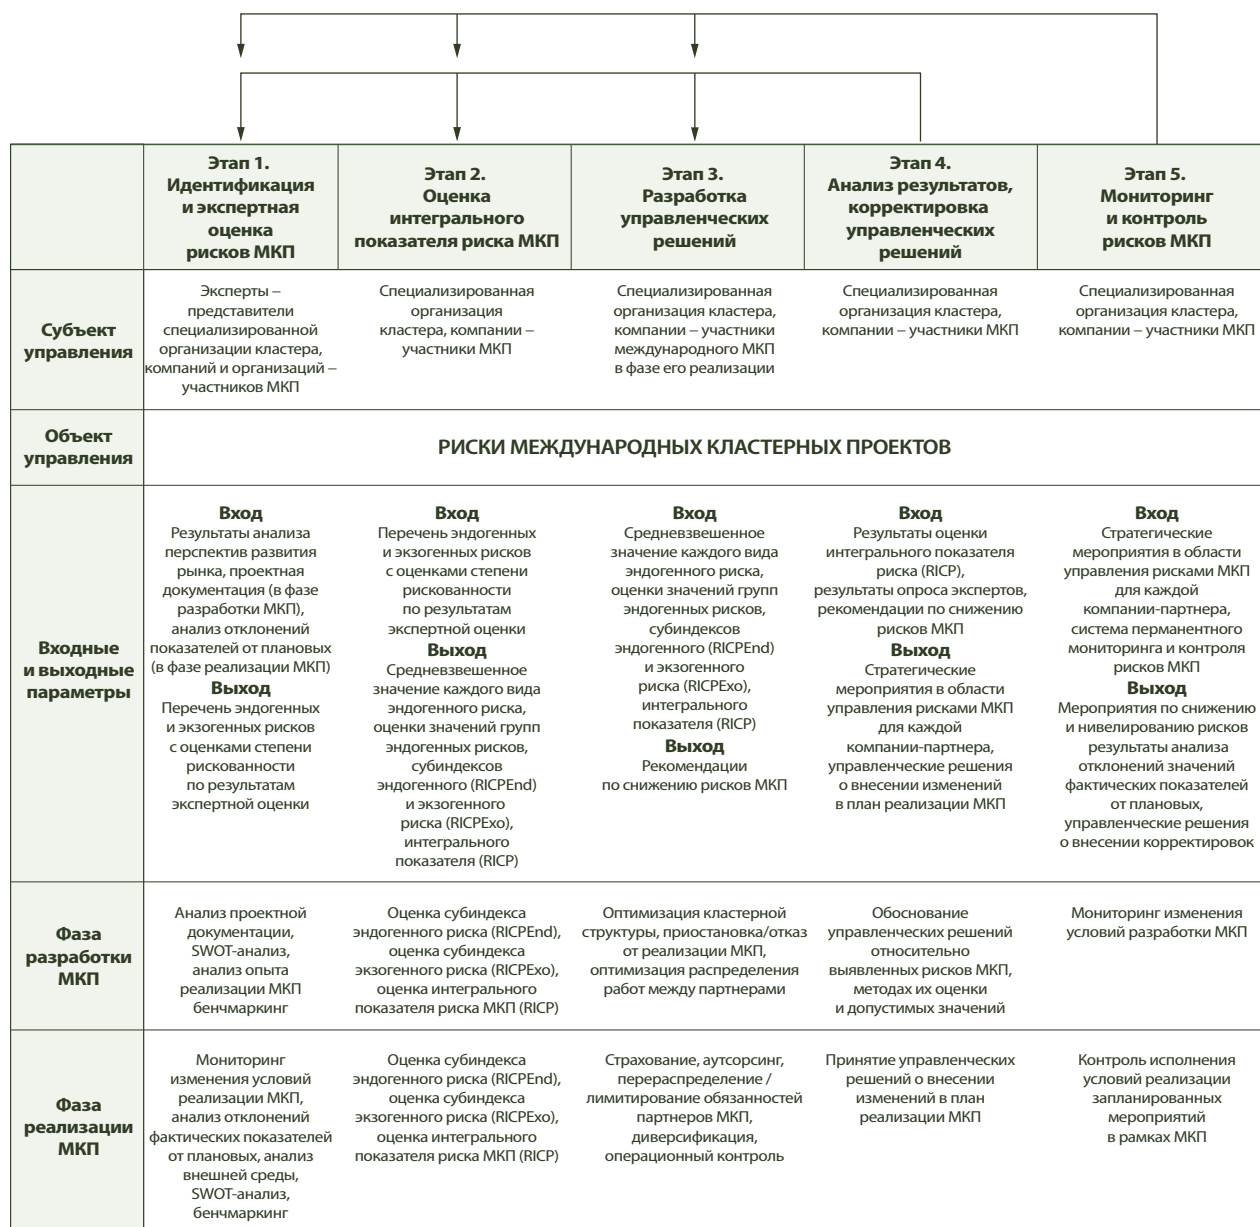 Этап 1.
Идентификация
и экспертная
оценка
рисков МКП
Этап 2.
Оценка
интегрального
показателя риска МКП
Этап 3.
Разработка
управленческих
решений
Этап 4.
Анализ результатов,
корректировка
управленческих
решений
Этап 5.
Мониторинг
и контроль
рисков МКП
Субъект
управления
Эксперты –
представители
специализированной
организации кластера,
компаний и организаций –
участников МКП
Специализированная
организация
кластера, компании –
участники МКП
Специализированная
организация кластера,
компании – участники
международного МКП
в фазе его реализации
Специализированная
организация кластера,
компании – участники МКП
Специализированная
организация кластера,
компании – участники МКП
Объект
управления
РИСКИ МЕЖДУНАРОДНЫХ КЛАСТЕРНЫХ ПРОЕКТОВ
Входные
и выходные
параметры
Вход
Результаты анализа
перспектив развития
рынка, проектная
документация (в фазе
разработки МКП),
анализ отклонений
показателей от плановых
(в фазе реализации МКП)
Выход
Перечень эндогенных
и экзогенных рисков
с оценками степени
рискованности
по результатам
экспертной оценки
Вход
Перечень эндогенных
и экзогенных рисков
с оценками степени
рискованности
по результатам
экспертной оценки
Выход
Средневзвешенное
значение каждого вида
эндогенного риска,
оценки значений групп
эндогенных рисков,
субиндексов
эндогенного (RICPEnd)
и экзогенного
риска (RICPExo),
интегрального
показателя (RICP)
Вход
Средневзвешенное
значение каждого вида
эндогенного риска,
оценки значений групп
эндогенных рисков,
субиндексов
эндогенного (RICPEnd)
и экзогенного
риска (RICPExo),
интегрального
показателя (RICP)
Выход
Рекомендации
по снижению рисков МКП
Вход
Результаты оценки
интегрального показателя
риска (RICP),
результаты опроса экспертов,
рекомендации по снижению
рисков МКП
Выход
Стратегические
мероприятия в области
управления рисками МКП
для каждой
компании-партнера,
управленческие решения
о внесении изменений
в план реализации МКП
Вход
Стратегические
мероприятия в области
управления рисками МКП
для каждой
компании-партнера,
система перманентного
мониторинга и контроля
рисков МКП
Выход
Мероприятия по снижению
и нивелированию рисков
результаты анализа
отклонений значений
фактических показателей
от плановых,
управленческие решения
о внесении корректировок
Фаза
разработки
МКП
Анализ проектной
документации,
SWOT-анализ,
анализ опыта
реализации МКП
бенчмаркинг
Оценка субиндекса
эндогенного риска (RICPEnd),
оценка субиндекса
экзогенного риска (RICPExo),
оценка интегрального
показателя риска МКП (RICP)
Оптимизация кластерной
структуры, приостановка/отказ
от реализации МКП,
оптимизация распределения
работ между партнерами
Обоснование
управленческих решений
относительно
выявленных рисков МКП,
методах их оценки
и допустимых значений
Мониторинг изменения
условий разработки МКП
Фаза
реализации
МКП
Мониторинг
изменения условий
реализации МКП,
анализ отклонений
фактических показателей
от плановых, анализ
внешней среды,
SWOT-анализ,
бенчмаркинг
Оценка субиндекса
эндогенного риска (RICPEnd),
оценка субиндекса
экзогенного риска (RICPExo),
оценка интегрального
показателя риска МКП (RICP)
Страхование, аутсорсинг,
перераспределение /
лимитирование обязанностей
партнеров МКП,
диверсификация,
операционный контроль
Принятие управленческих
решений о внесении
изменений в план
реализации МКП
Контроль исполнения
условий реализации
запланированных
мероприятий
в рамках МКП